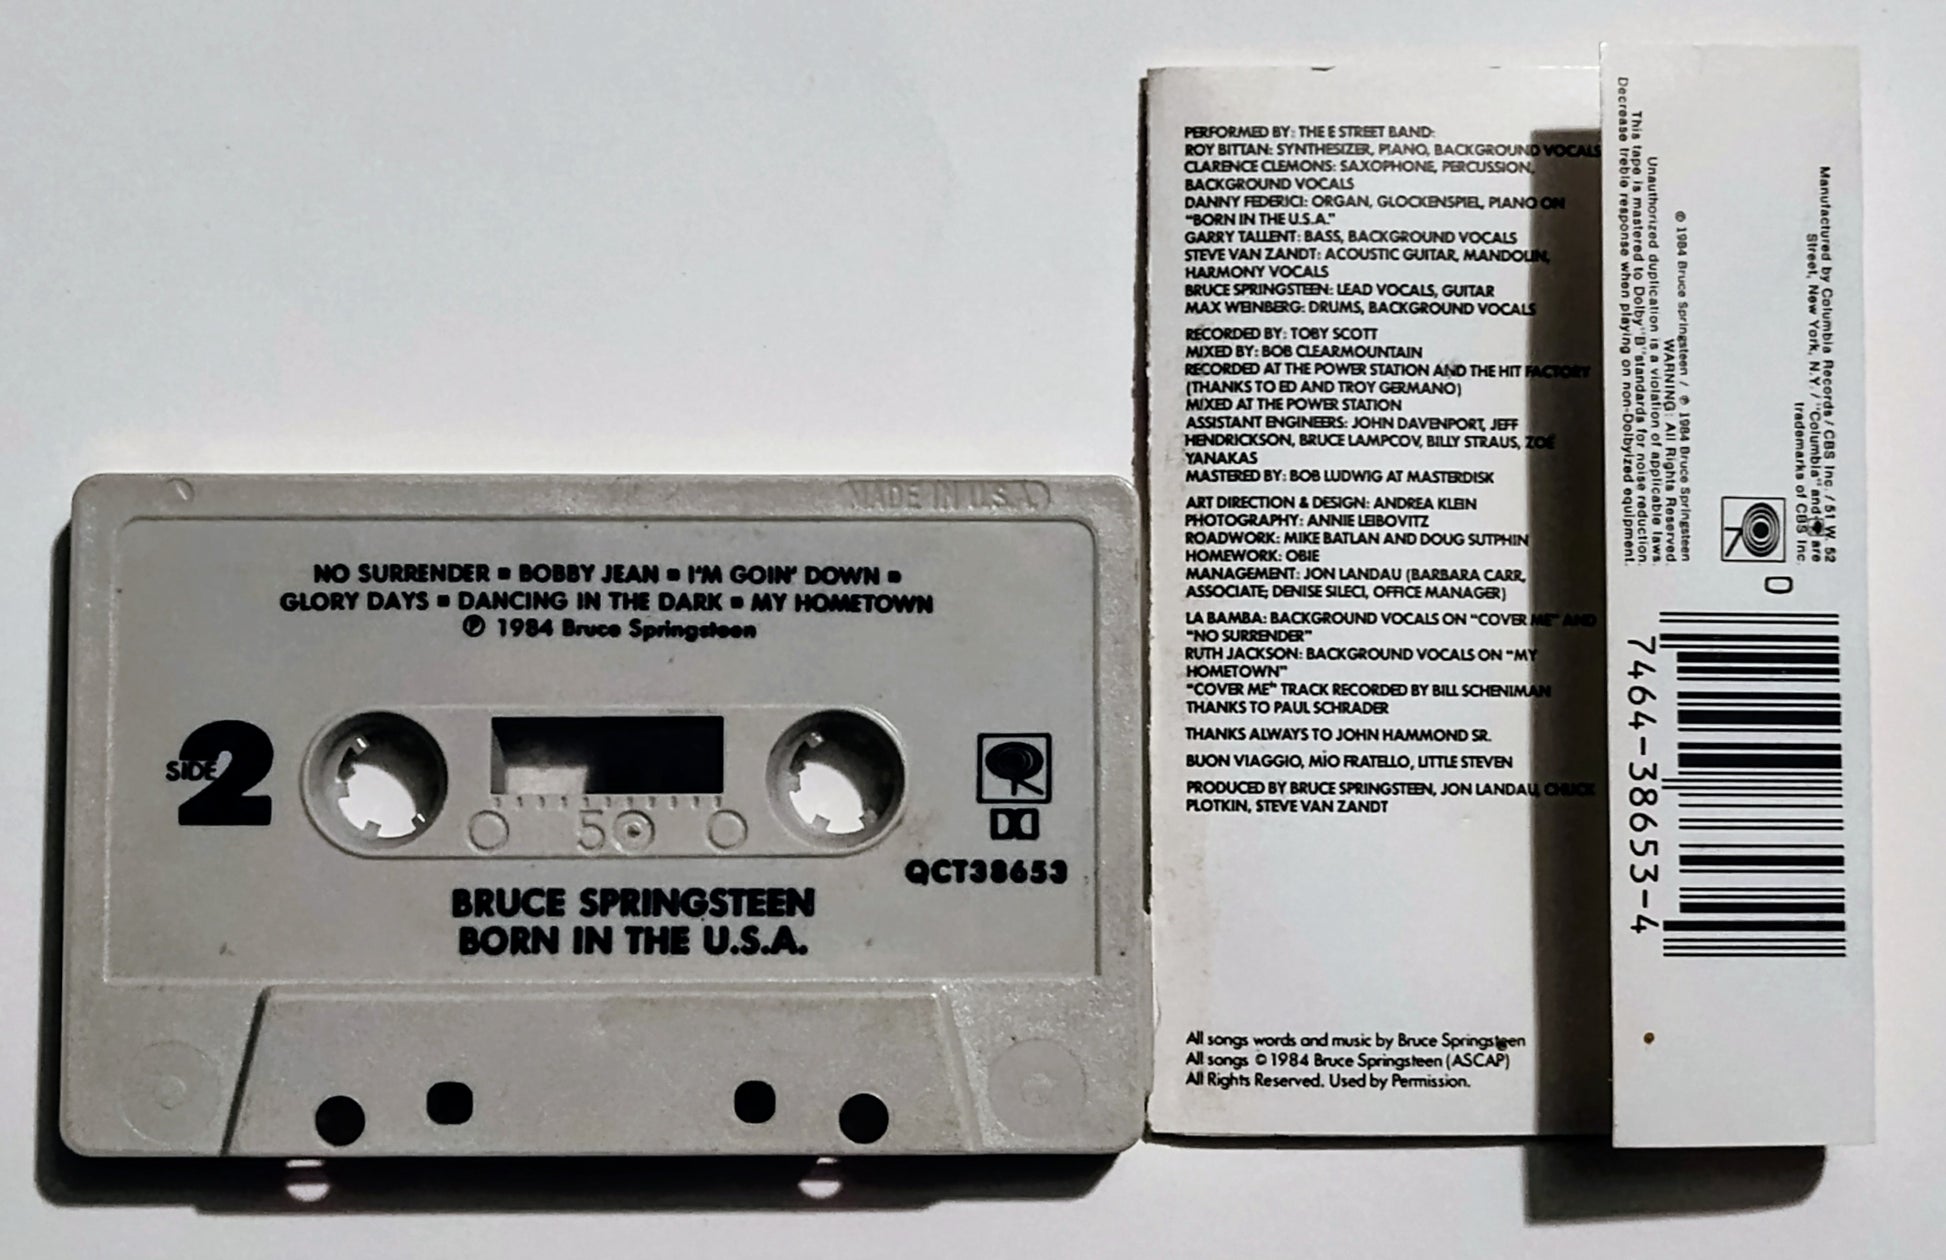 MADE IN U.S.A.
NO SURRENDER ■ BOBBY JEAN ■ I'M GOIN' DOWN ■
GLORY DAYS ■ DANCING IN THE DARK ■ MY HOMETOWN
℗ 1984 Bruce Springsteen
SIDE 2
50
QCT38653
BRUCE SPRINGSTEEN
BORN IN THE U.S.A.
PERFORMED BY: THE E STREET BAND:
ROY BITTAN: SYNTHESIZER, PIANO, BACKGROUND VOCALS
CLARENCE CLEMONS: SAXOPHONE, PERCUSSION,
BACKGROUND VOCALS
DANNY FEDERICI: ORGAN, GLOCKENSPIEL, PIANO ON
"BORN IN THE U.S.A."
GARRY TALLENT: BASS, BACKGROUND VOCALS
STEVE VAN ZANDT: ACOUSTIC GUITAR, MANDOLIN,
HARMONY VOCALS
BRUCE SPRINGSTEEN: LEAD VOCALS, GUITAR
MAX WEINBERG: DRUMS, BACKGROUND VOCALS
RECORDED BY: TOBY SCOTT
MIXED BY: BOB CLEARMOUNTAIN
RECORDED AT THE POWER STATION AND THE HIT FACTORY
(THANKS TO ED AND TROY GERMANO)
MIXED AT THE POWER STATION
ASSISTANT ENGINEERS: JOHN DAVENPORT, JEFF
HENDRICKSON, BRUCE LAMPCOV, BILLY STRAUS, ZOË
YANAKAS
MASTERED BY: BOB LUDWIG AT MASTERDISK
ART DIRECTION & DESIGN: ANDREA KLEIN
PHOTOGRAPHY: ANNIE LEIBOVITZ
ROADWORK: MIKE BATLAN AND DOUG SUTPHIN
HOMEWORK: OBIE
MANAGEMENT: JON LANDAU (BARBARA CARR,
ASSOCIATE; DENISE SILECI, OFFICE MANAGER)
LA BAMBA: BACKGROUND VOCALS ON "COVER ME" AND
"NO SURRENDER"
RUTH JACKSON: BACKGROUND VOCALS ON "MY
HOMETOWN"
"COVER ME" TRACK RECORDED BY BILL SCHENIMAN
THANKS TO PAUL SCHRADER
THANKS ALWAYS TO JOHN HAMMOND SR.
BUON VIAGGIO, MIO FRATELLO, LITTLE STEVEN
PRODUCED BY BRUCE SPRINGSTEEN, JON LANDAU, CHUCK
PLOTKIN, STEVE VAN ZANDT
All songs words and music by Bruce Springsteen
All songs © 1984 Bruce Springsteen (ASCAP)
All Rights Reserved. Used by Permission.
Manufactured by Columbia Records / CBS Inc. / 51 W. 52
Street, New York, N.Y. / "Columbia" and are
trademarks of CBS Inc.
© 1984 Bruce Springsteen / ℗ 1984 Bruce Springsteen
WARNING: All Rights Reserved.
Unauthorized duplication is a violation of applicable laws.
This tape is mastered to Dolby "B" standards for noise reduction.
Decrease treble response when playing on non-Dolbyized equipment.
D
7464-38653-4